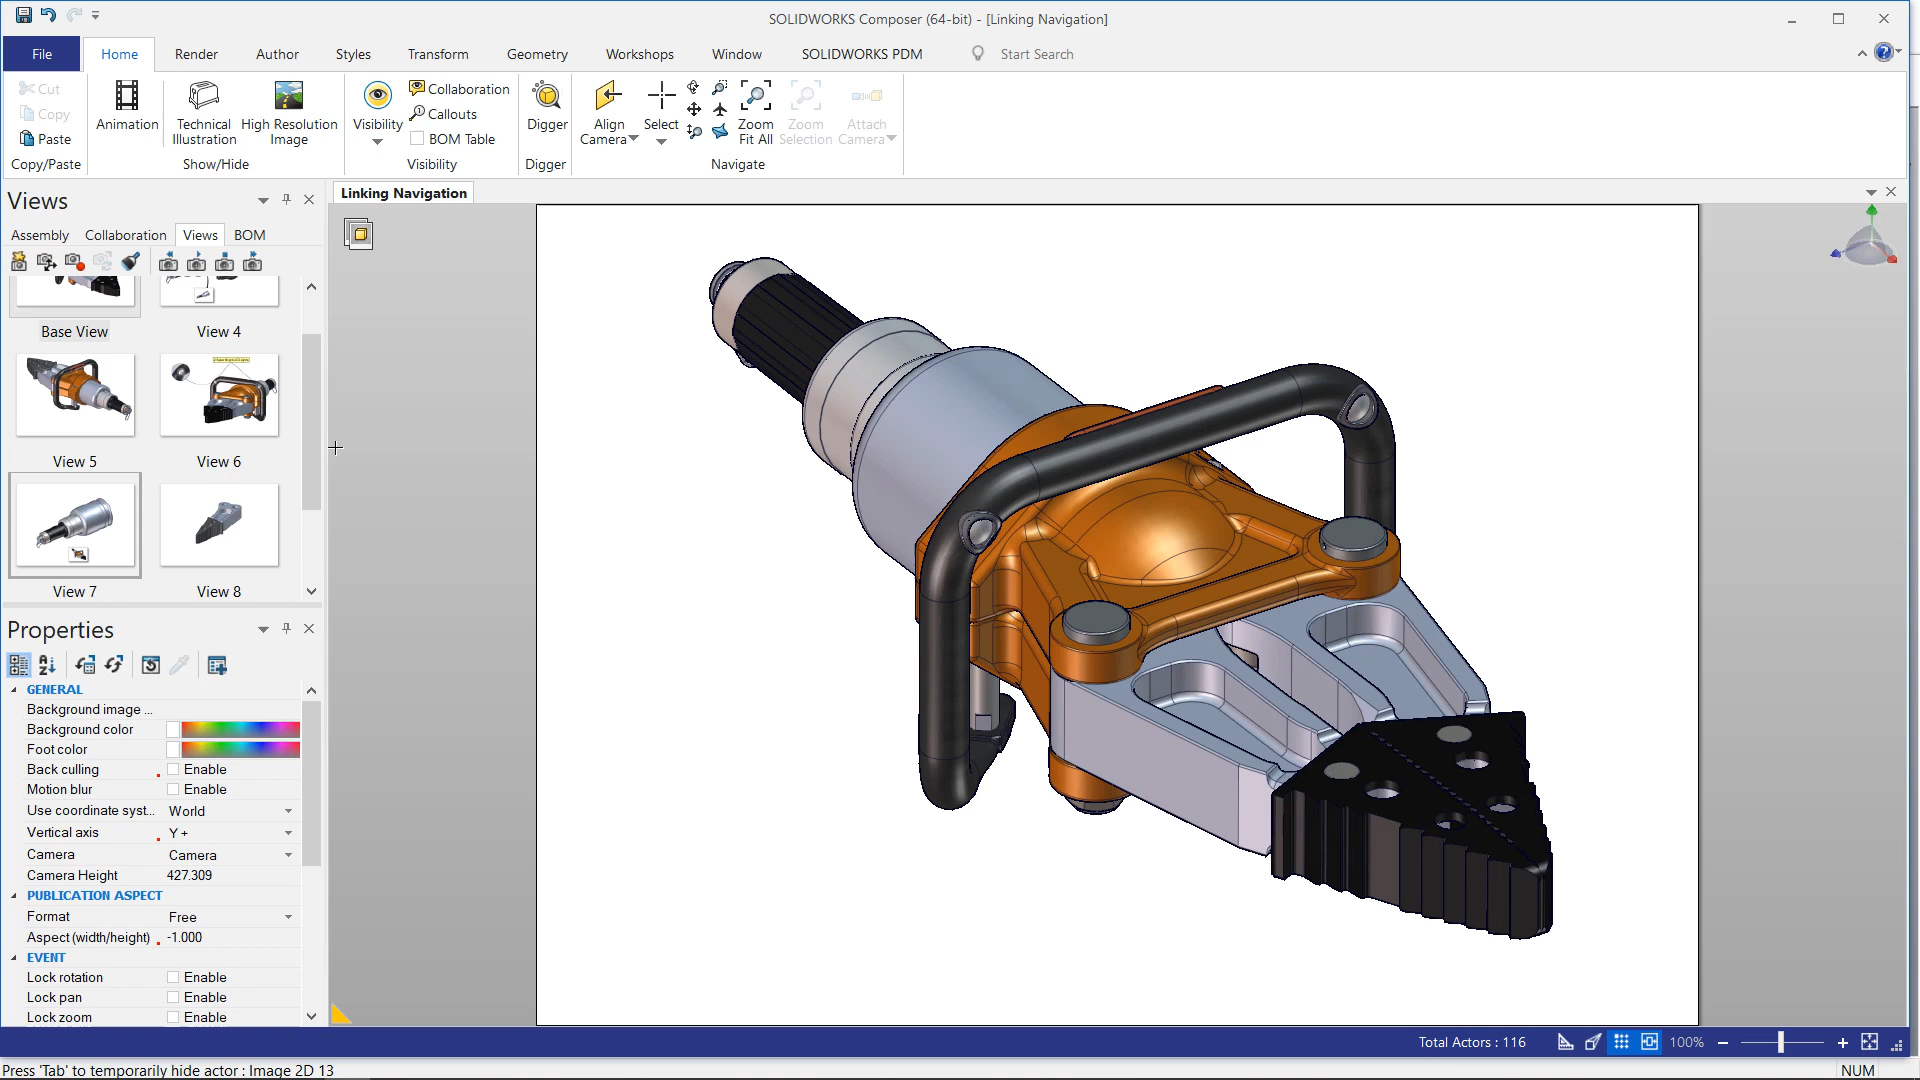 SOLIDWORKS Composer (64-bit) - [Linking Navigation]
File
Home
Render
Author
Styles
Transform
Geometry
Workshops
Window
SOLIDWORKS PDM
Start Search
Cut
Copy
Paste
Copy/Paste
Animation
Technical
Illustration
High Resolution
Image
Show/Hide
Visibility
Collaboration
Callouts
BOM Table
Visibility
Digger
Digger
Align
Camera
Select
Zoom
Fit All
Zoom
Selection
Attach
Camera
Navigate
Views
Linking Navigation
Assembly
Collaboration
Views
BOM
Base View
View 4
View 5
View 6
View 7
View 8
Properties
GENERAL
Background image ...
Background color
Foot color
Back culling
Enable
Motion blur
Enable
Use coordinate syst...
World
Vertical axis
Y +
Camera
Camera
Camera Height
427.309
PUBLICATION ASPECT
Format
Free
Aspect (width/height)
-1.000
EVENT
Lock rotation
Enable
Lock pan
Enable
Lock zoom
Enable
Total Actors : 116
100%
Press 'Tab' to temporarily hide actor : Image 2D 13
NUM